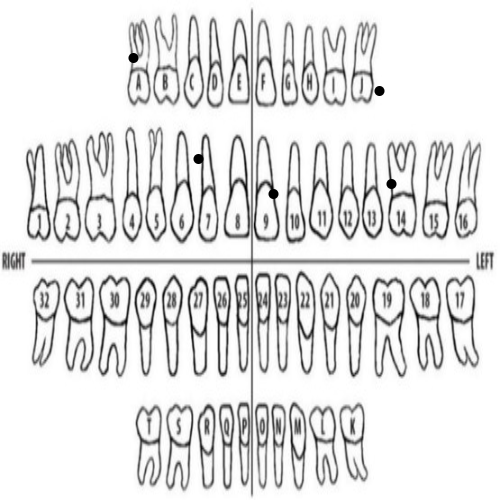 A B C D E F G H I J
1 2 3 4 5 6 7 8 9 10 11 12 13 14 15 16
RIGHT LEFT
32 31 30 29 28 27 26 25 24 23 22 21 20 19 18 17
T S R Q P O N M L K